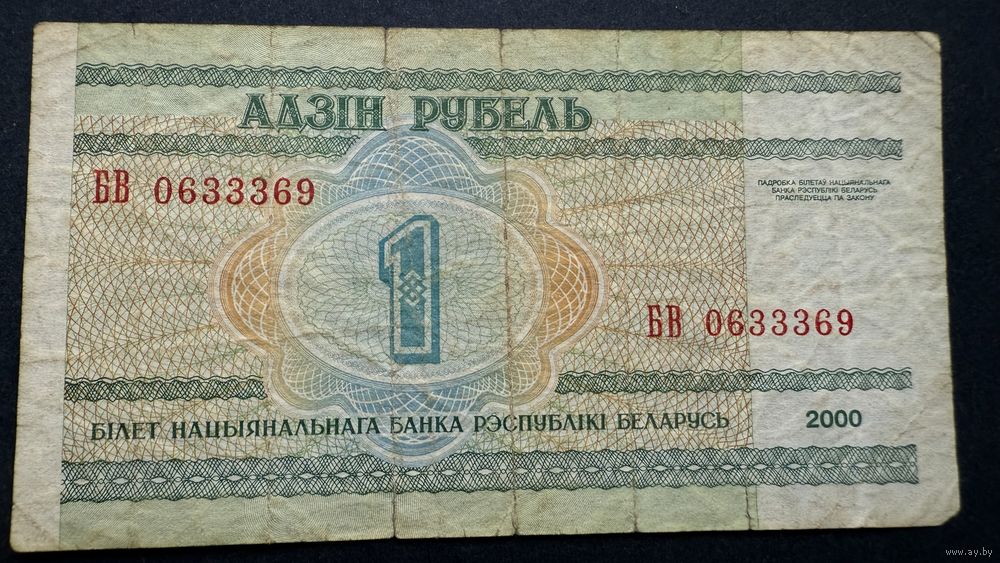 АДЗІН РУБЕЛЬ
БВ 0633369
ПАДРОБКА БІЛЕТАЎ НАЦЫЯНАЛЬНАГА
БАНКА РЭСПУБЛІКІ БЕЛАРУСЬ
ПРАСЛЕДУЕЦЦА ПА ЗАКОНУ
1
БВ 0633369
БІЛЕТ НАЦЫЯНАЛЬНАГА БАНКА РЭСПУБЛІКІ БЕЛАРУСЬ 2000
www.ay.by